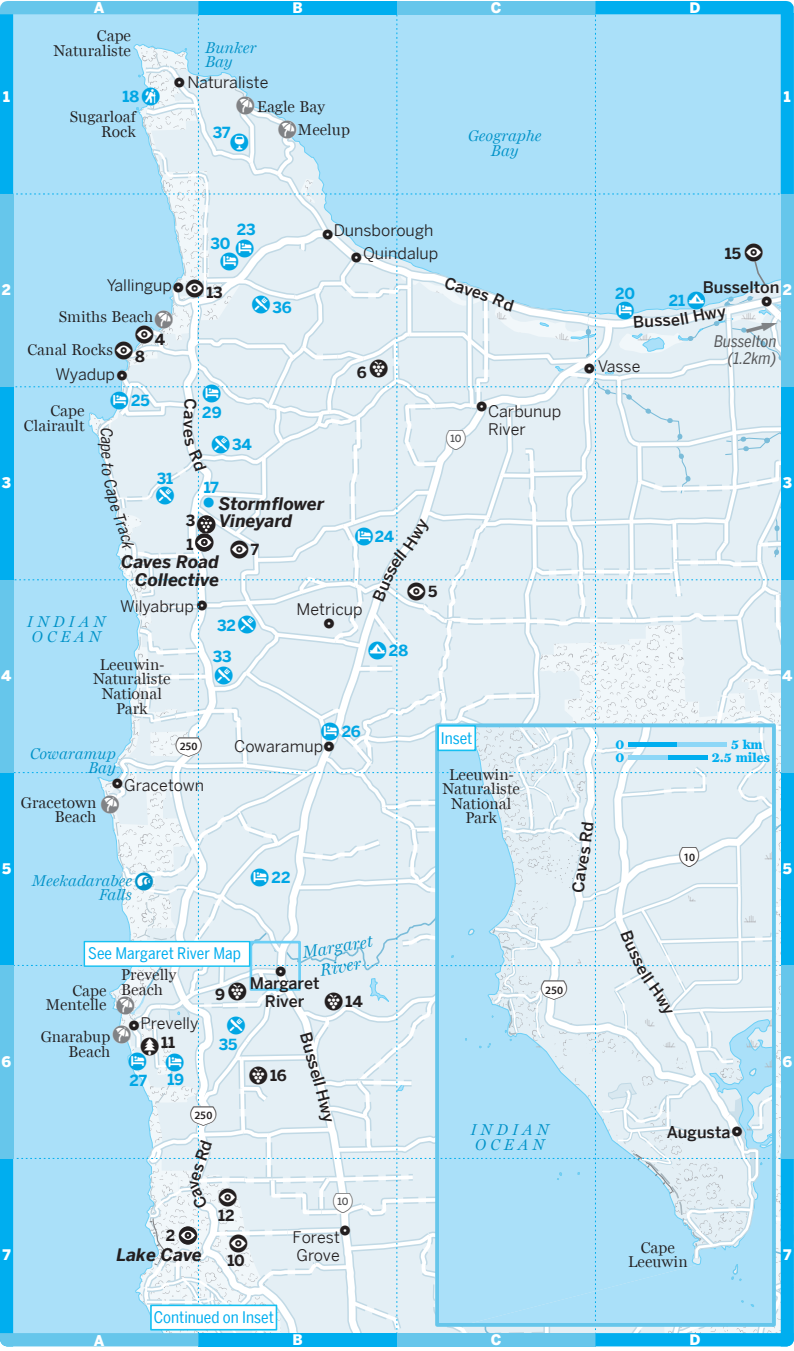 A
B
C
D
Cape
Naturaliste
Bunker
Bay
Naturaliste
1
18
Eagle Bay
1
Sugarloaf
Rock
37
Meelup
Geographe
Bay
23
30
Dunsborough
Quindalup
15
2
Yallingup
13
Caves Rd
20
21
Busselton
2
36
Bussell Hwy
Smiths Beach
4
Busselton
(1.2km)
Canal Rocks
8
6
Vasse
Wyadup
25
29
Cape
Clairault
Caves Rd
Carbunup
River
10
34
Cape to Cape Track
3
31
17
3
Stormflower
Vineyard
3
1
7
24
Bussell Hwy
Caves Road
Collective
5
Wilyabrup
Metricup
INDIAN
OCEAN
32
28
4
33
4
Leeuwin-
Naturaliste
National
Park
26
250
Cowaramup
Inset
0
5 km
0
2.5 miles
Cowaramup
Bay
Gracetown
Gracetown
Beach
Leeuwin-
Naturaliste
National
Park
Caves Rd
10
5
Meekadarabee
Falls
22
5
See Margaret River Map
Margaret
River
Bussell Hwy
Prevelly
Beach
Cape
Mentelle
9
Margaret
River
14
250
Prevelly
Gnarabup
Beach
11
35
6
27
19
16
Bussell Hwy
6
250
INDIAN
OCEAN
Augusta
Caves Rd
12
10
2
Lake Cave
10
Forest
Grove
7
Cape
Leeuwin
7
Continued on Inset
A
B
C
D